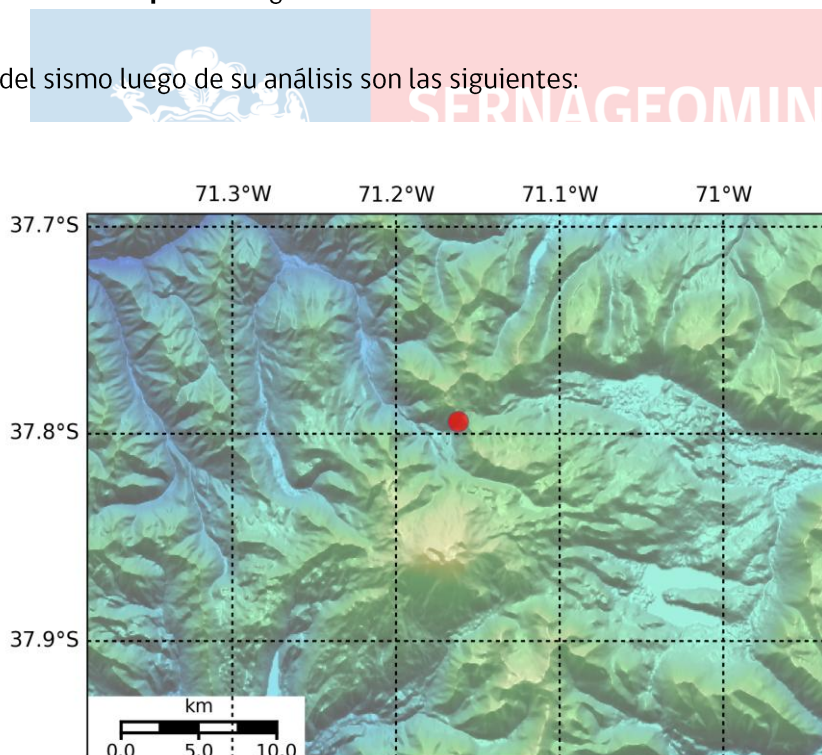 del sismo luego de su análisis son las siguientes:
SERNAGEOMIN
71.3°W 71.2°W 71.1°W 71°W
37.7°S
37.8°S
37.9°S
km
0.0 5.0 10.0